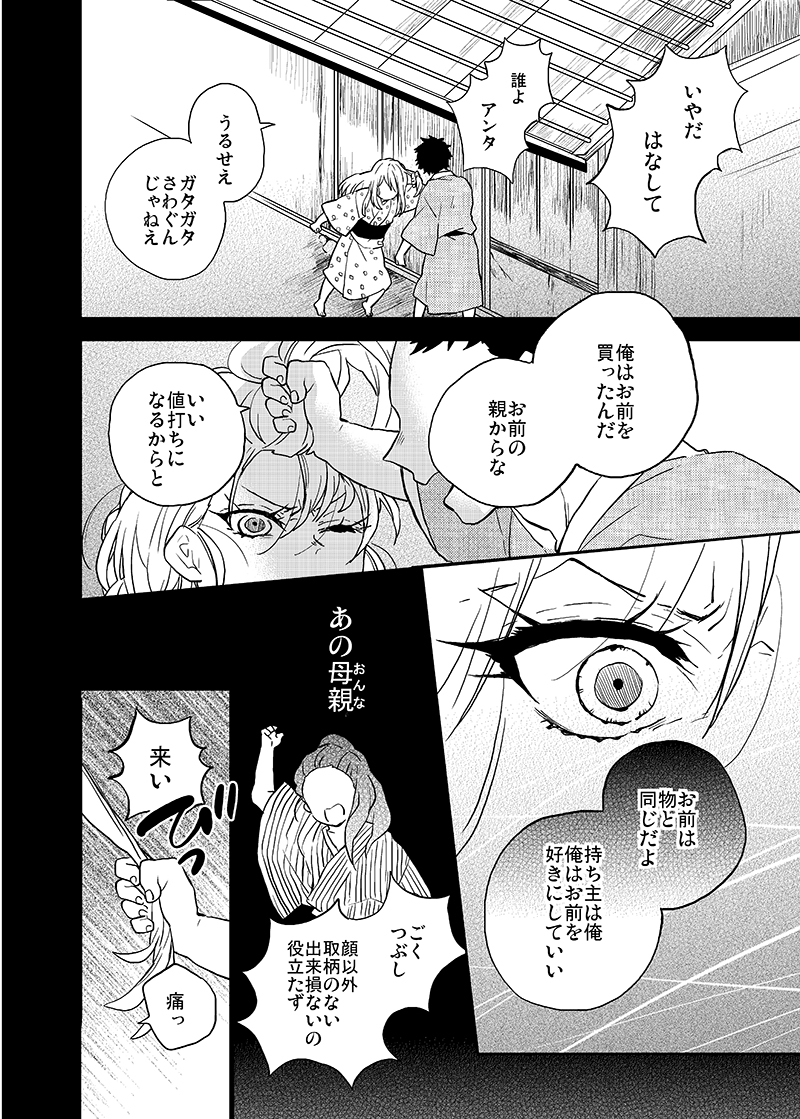 いやだ
はなして
誰よ
アンタ
うるせえ
ガタガタ
さわぐん
じゃねえ
俺はお前を
買ったんだ
お前の
親からな
いい
値打ちに
なるからと
お前は
物と
同じだよ
持ち主は俺
俺はお前を
好きにしていい
あの母親
おんな
ごく
つぶし
顔以外
取柄のない
出来損ないの
役立たず
来い
びっ
痛っ